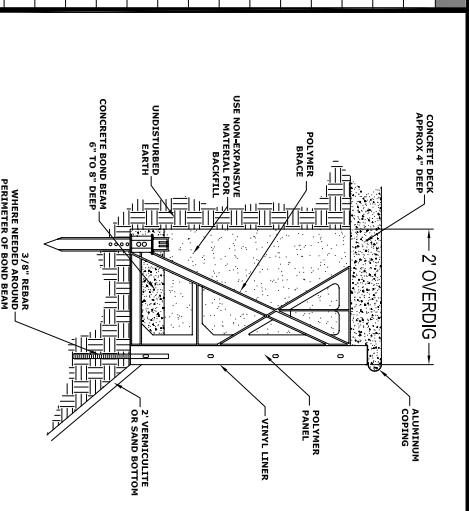 CONCRETE DECK
APPROX 4" DEEP
2' OVERDIG
ALUMINUM
COPING
POLYMER
BRACE
USE NON-EXPANSIVE
MATERIAL FOR
BACKFILL
UNDISTURBED
EARTH
CONCRETE BOND BEAM
6" TO 8" DEEP
POLYMER
PANEL
VINYL LINER
2' VERMICULITE
OR SAND BOTTOM
3/8" REBAR
WHERE NEEDED AROUND
PERIMETER OF BOND BEAM